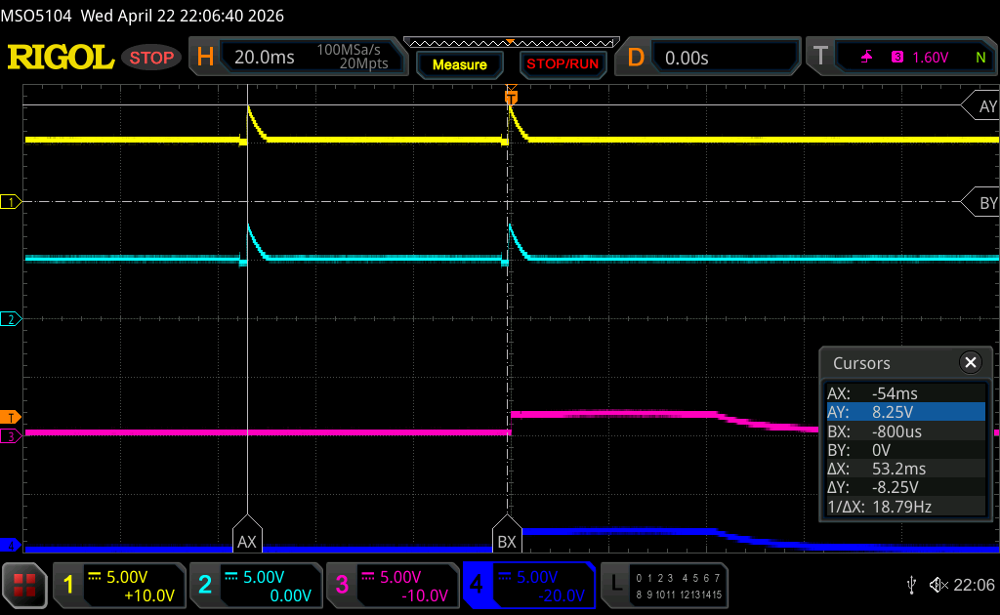 MSO5104 Wed April 22 22:06:40 2026
RIGOL STOP H 20.0ms 100MSa/s 20Mpts Measure STOP/RUN D 0.00s T 3 1.60V N
T
AY
1
BY
2
T
3
4
AX
BX
Cursors
AX: -54ms
AY: 8.25V
BX: -800us
BY: 0V
ΔX: 53.2ms
ΔY: -8.25V
1/ΔX: 18.79Hz
1 5.00V +10.0V
2 5.00V 0.00V
3 5.00V -10.0V
4 5.00V -20.0V
L 0 1 2 3 4 5 6 7
8 9 10 11 12 13 14 15
22:06